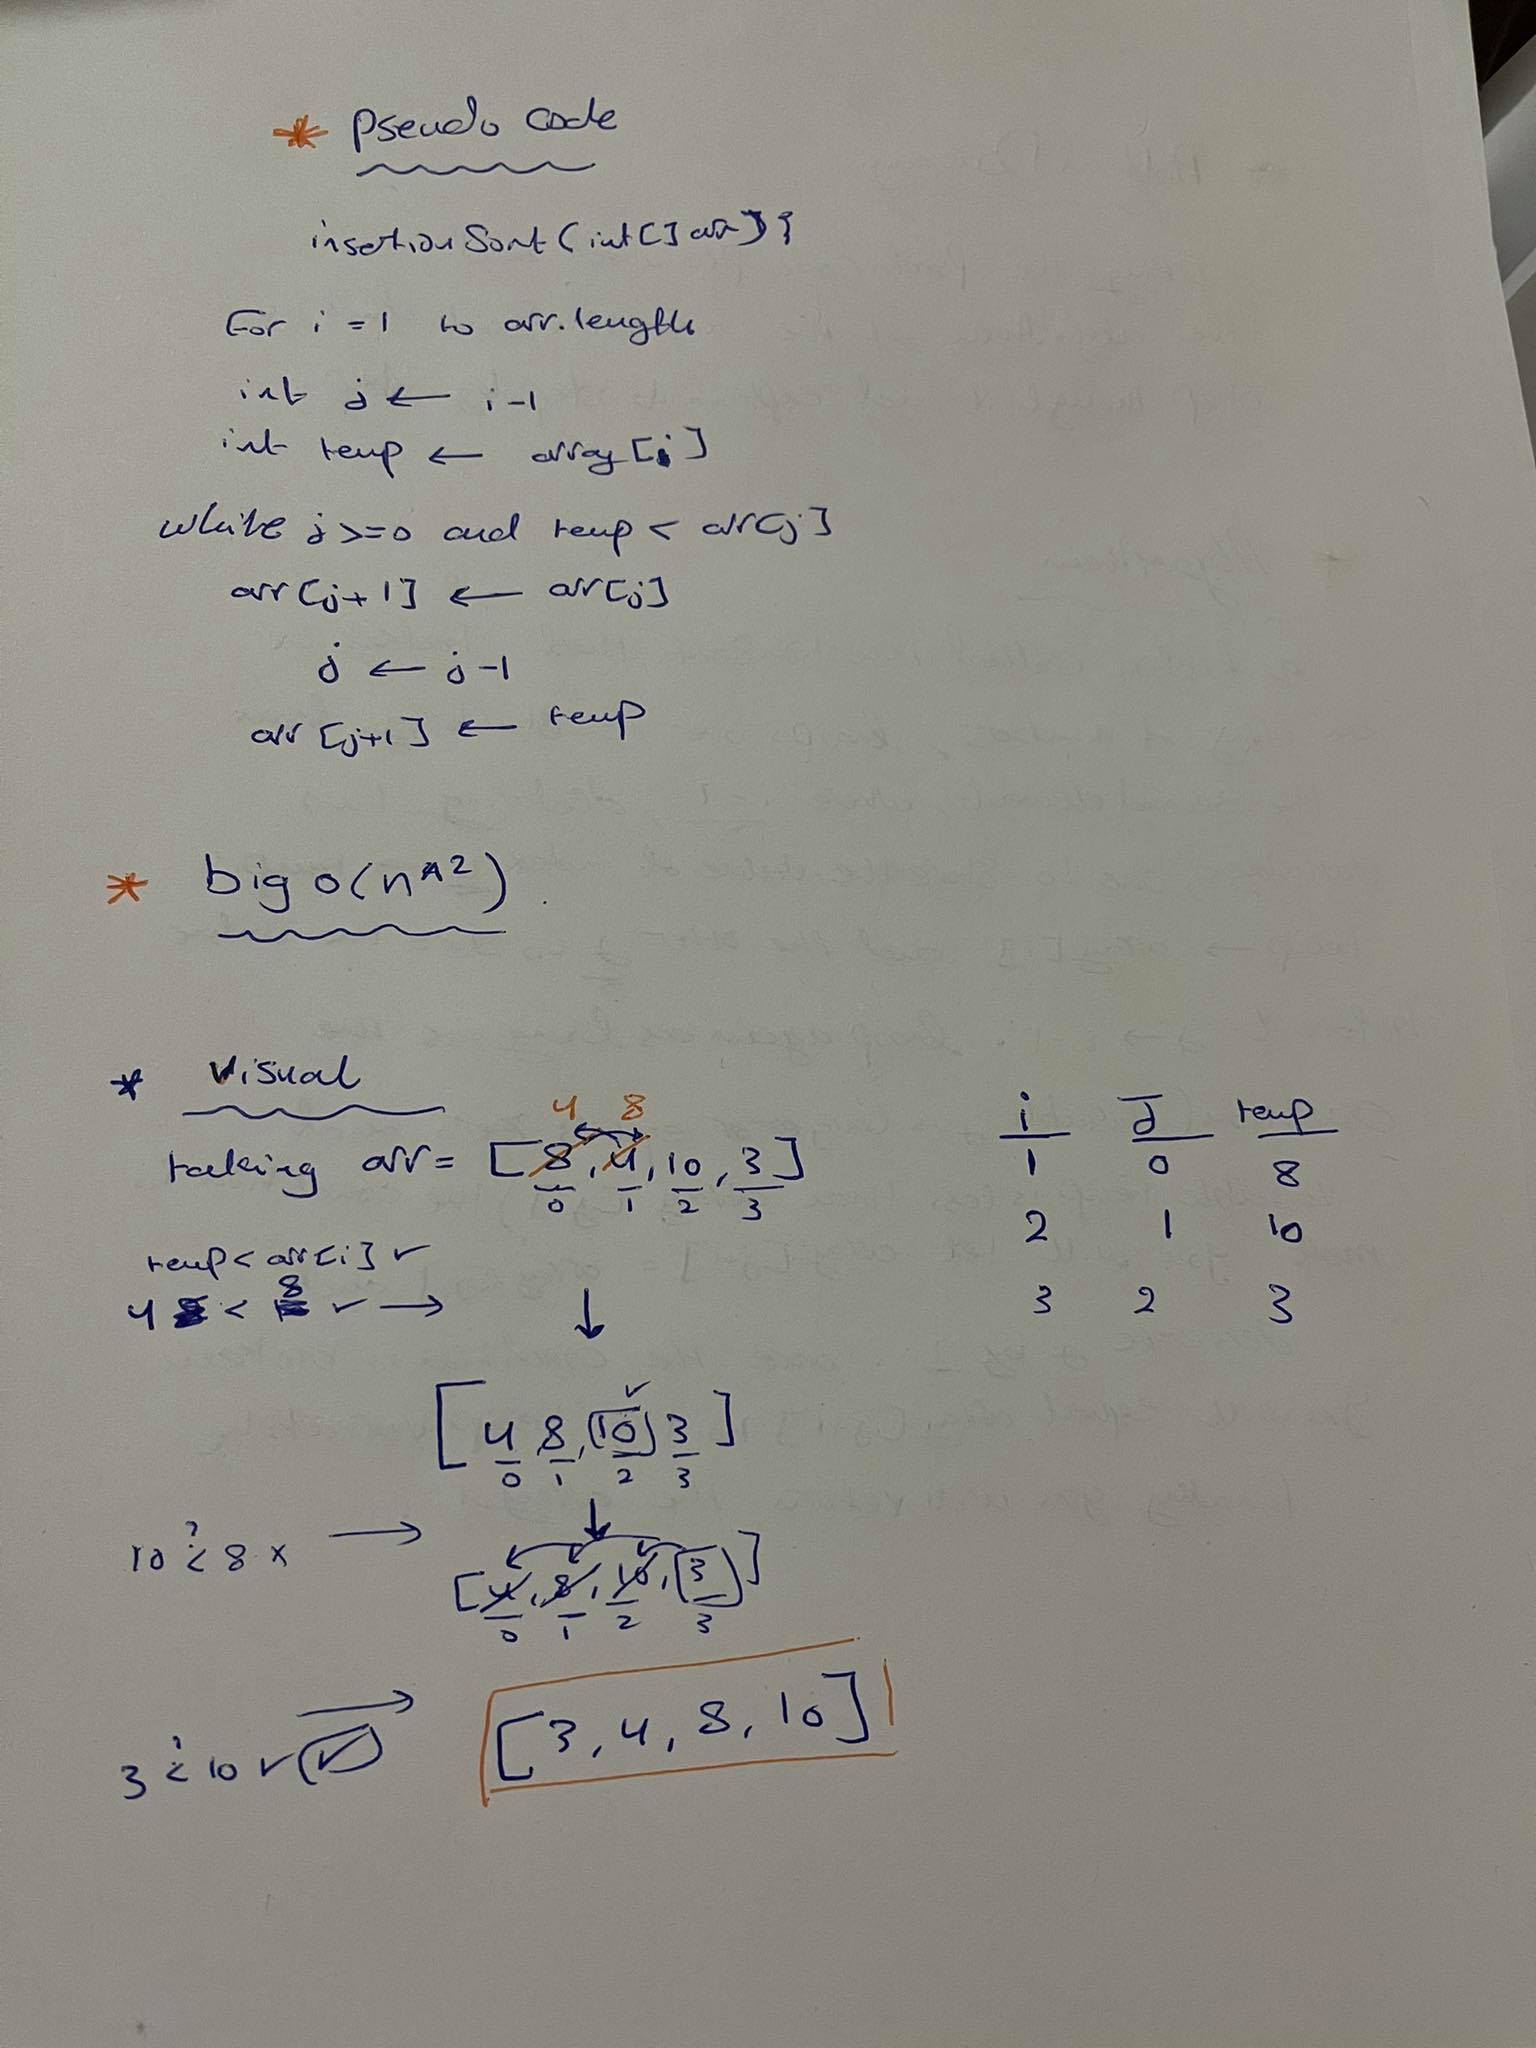 * Pseudo code
insertionSort(int[] arr){
For i = 1 to arr.length
int j ← i-1
int temp ← array[i]
while j >= 0 and temp < arr[j]
arr[j+1] ← arr[j]
j ← j-1
arr[j+1] ← temp
* big o(n^2)
* Visual
4 8
taking arr = [8, 4, 10, 3]
0 1 2 3
i J temp
1 0 8
2 1 10
3 2 3
temp < arr[i] ✓
4 < 8 ✓ →
↓
[4 8, 10 3]
0 1 2 3
↓
10 <? 8 x →
[4, 8, 10, 3]
0 1 2 3
3 <? 10 ✓ ✓ →
[3, 4, 8, 10]